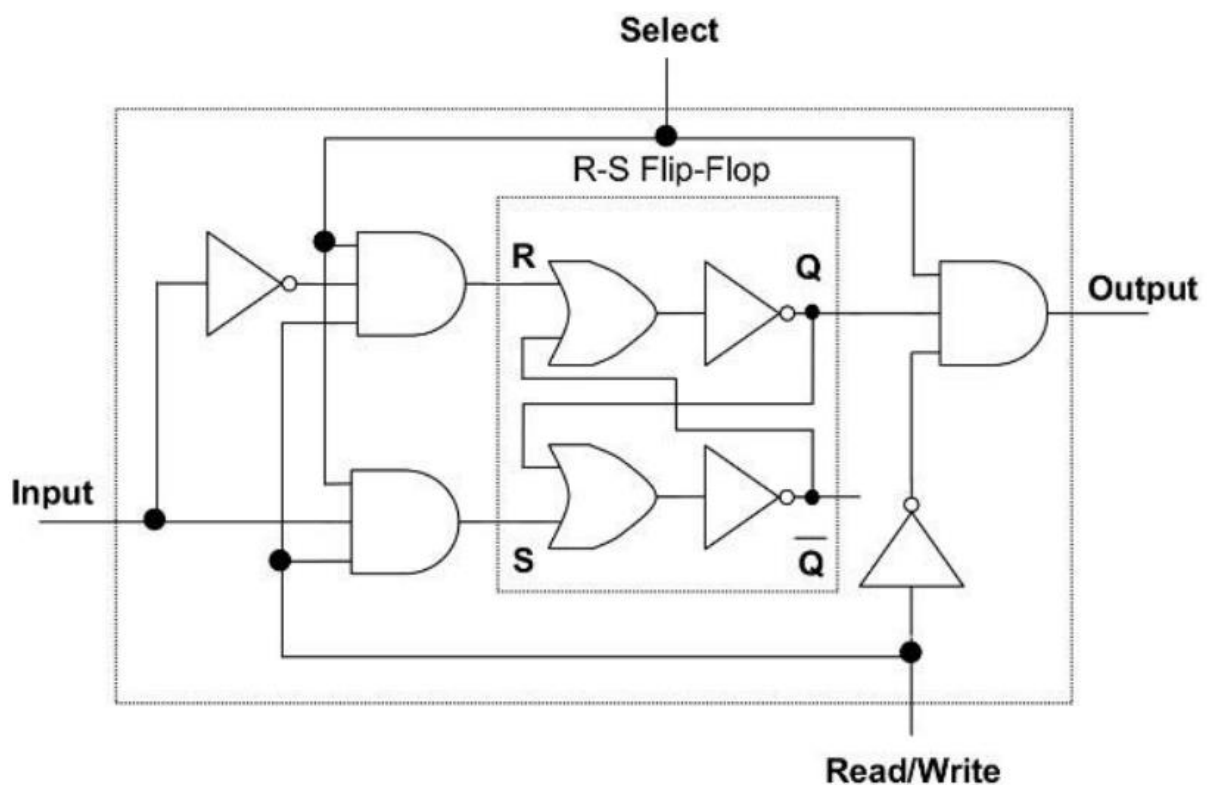 Select
R-S Flip-Flop
R
Q
Output
Input
S
Q̅
Read/Write